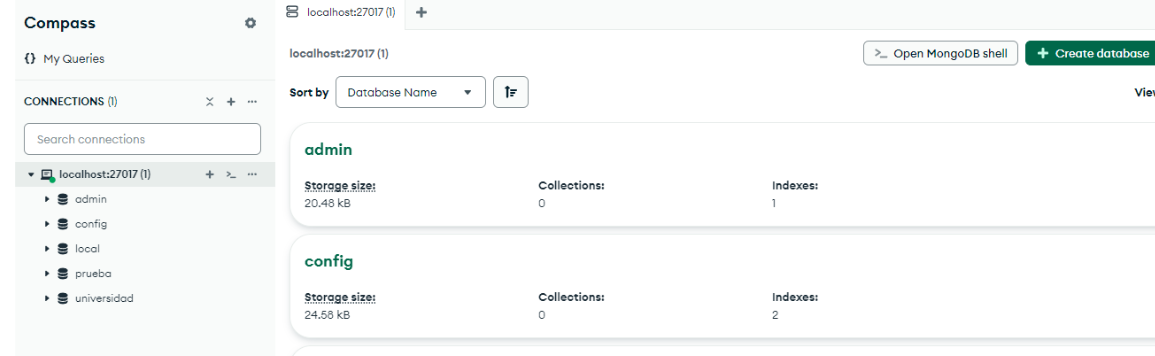 Compass
{} My Queries
CONNECTIONS (1)
Search connections
localhost:27017 (1)
admin
config
local
prueba
universidad
localhost:27017 (1)
localhost:27017 (1)
>_ Open MongoDB shell
+ Create database
Sort by
Database Name
View
admin
Storage size: Collections: Indexes:
20.48 kB 0 1
config
Storage size: Collections: Indexes:
24.58 kB 0 2